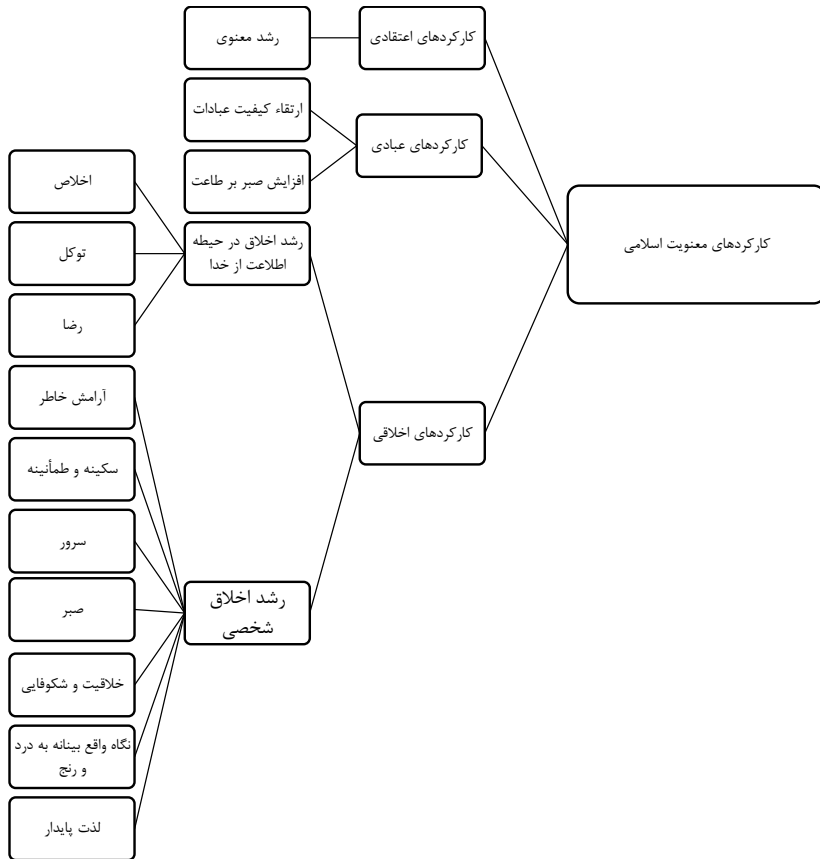 کارکردهای معنویت اسلامی
کارکردهای اعتقادی
رشد معنوی
کارکردهای عبادی
ارتقاء کیفیت عبادات
افزایش صبر بر طاعت
کارکردهای اخلاقی
رشد اخلاق در حیطه
اطلاعت از خدا
اخلاص
توکل
رضا
رشد اخلاق
شخصی
آرامش خاطر
سکینه و طمأنینه
سرور
صبر
خلاقیت و شکوفایی
نگاه واقع بینانه به درد
و رنج
لذت پایدار